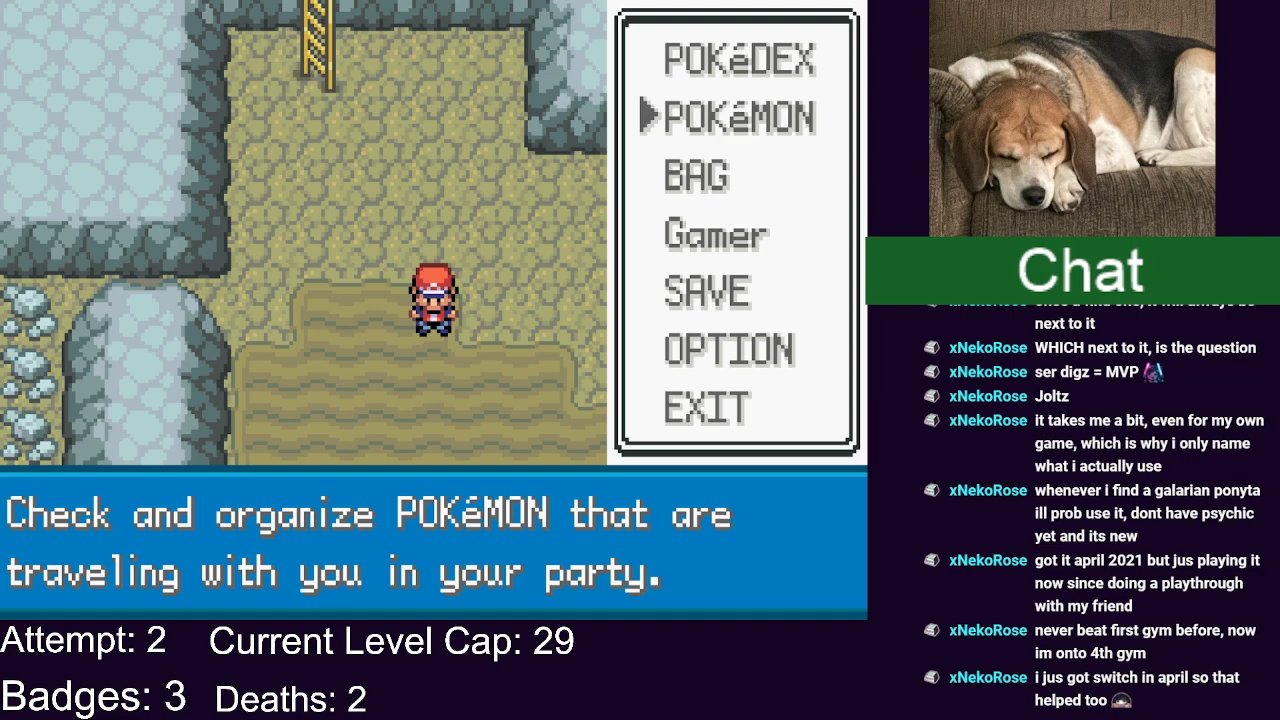 POKéDEX
POKéMON
BAG
Gamer
SAVE
OPTION
EXIT
Check and organize POKéMON that are
traveling with you in your party.
Attempt: 2 Current Level Cap: 29
Badges: 3 Deaths: 2
Chat
next to it
xNekoRose WHICH next to it, is the question
xNekoRose ser digz = MVP
xNekoRose Joltz
xNekoRose it takes me a bit, even for my own
game, which is why i only name
what i actually use
xNekoRose whenever i find a galarian ponyta
ill prob use it, dont have psychic
yet and its new
xNekoRose got it april 2021 but jus playing it
now since doing a playthrough
with my friend
xNekoRose never beat first gym before, now
im onto 4th gym
xNekoRose i jus got switch in april so that
helped too